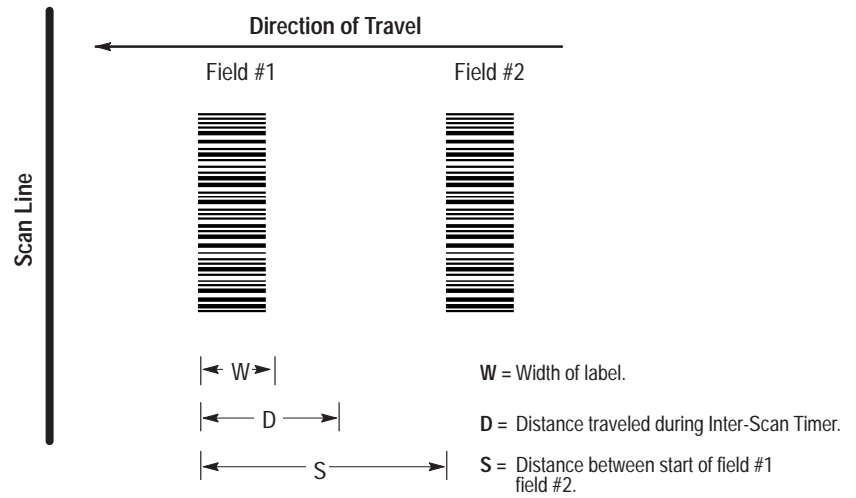 Direction of Travel
Field #1
Field #2
Scan Line
W
D
S
W = Width of label.
D = Distance traveled during Inter-Scan Timer.
S = Distance between start of field #1
field #2.